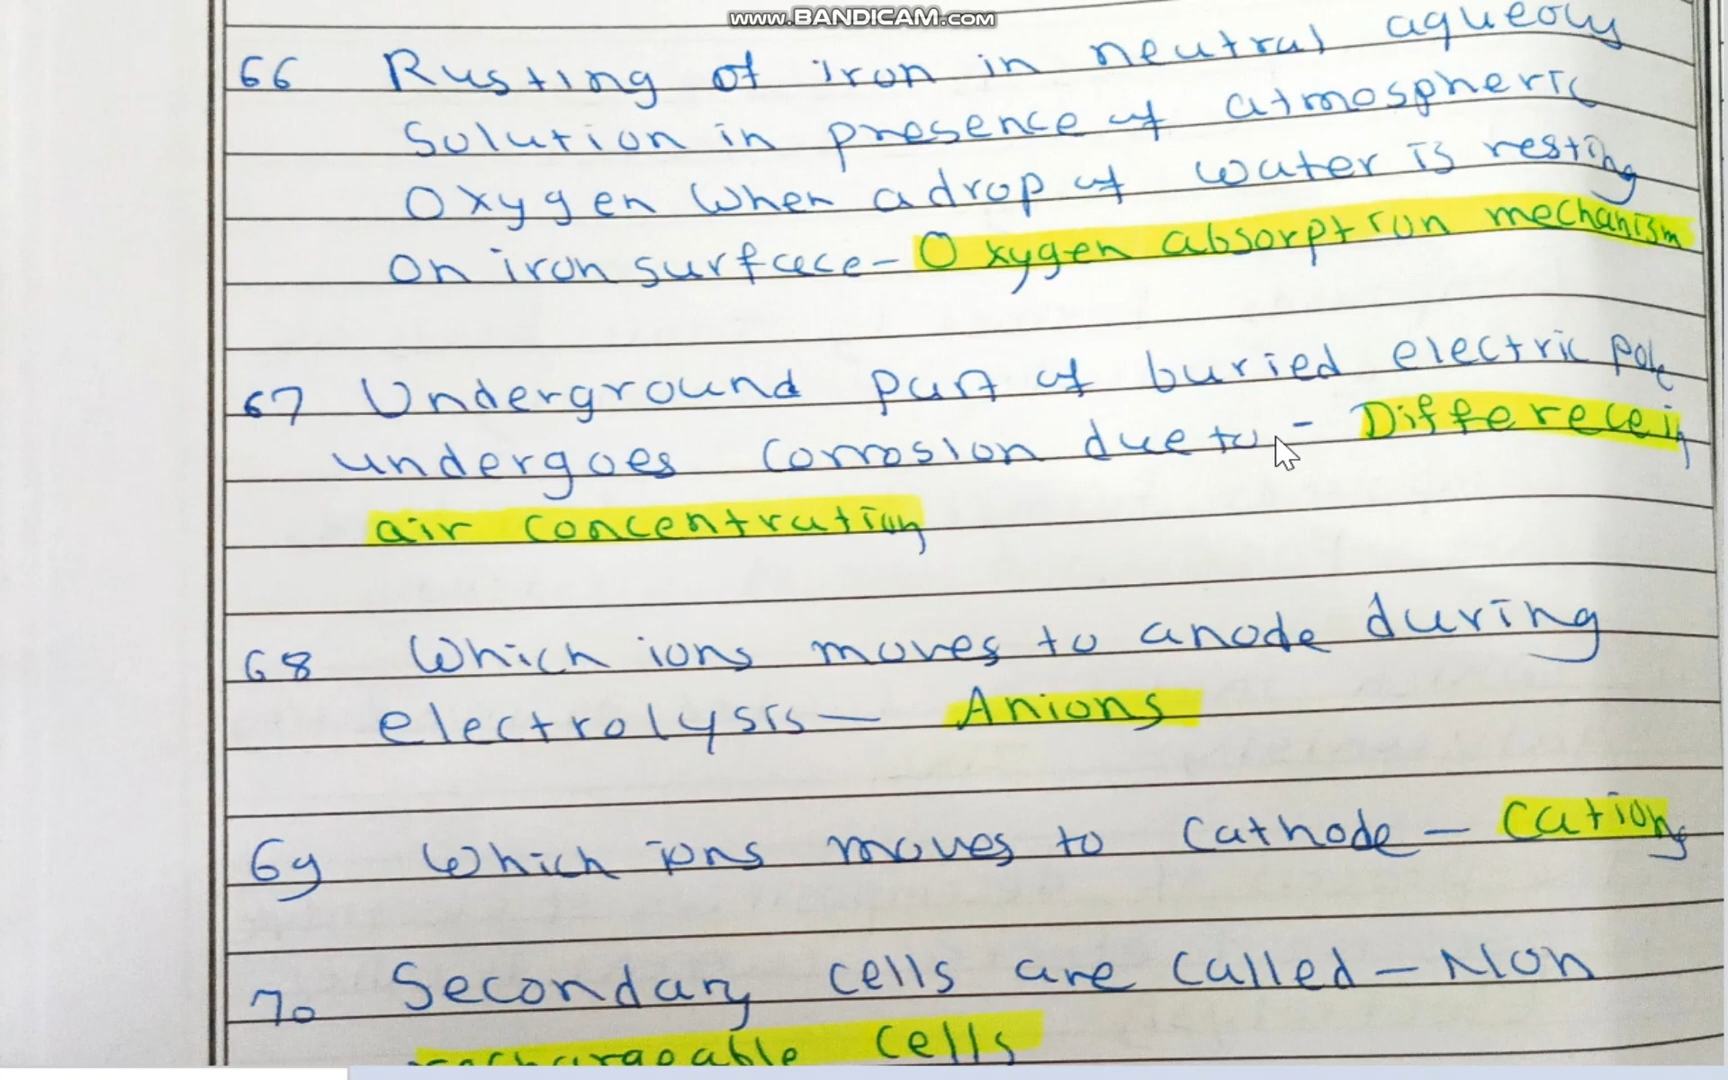 www.BANDICAM.com
66 Rusting of iron in neutral aqueous
solution in presence of atmospheric
Oxygen when a drop of water is resting
on iron surface - Oxygen absorption mechanism
67 Underground part of buried electric pole
undergoes corrosion due to - Differece in
air concentration
68 Which ions moves to anode during
electrolysis - Anions
69 Which ions moves to Cathode - Cations
70 Secondary cells are called - Non
rechargeable cells